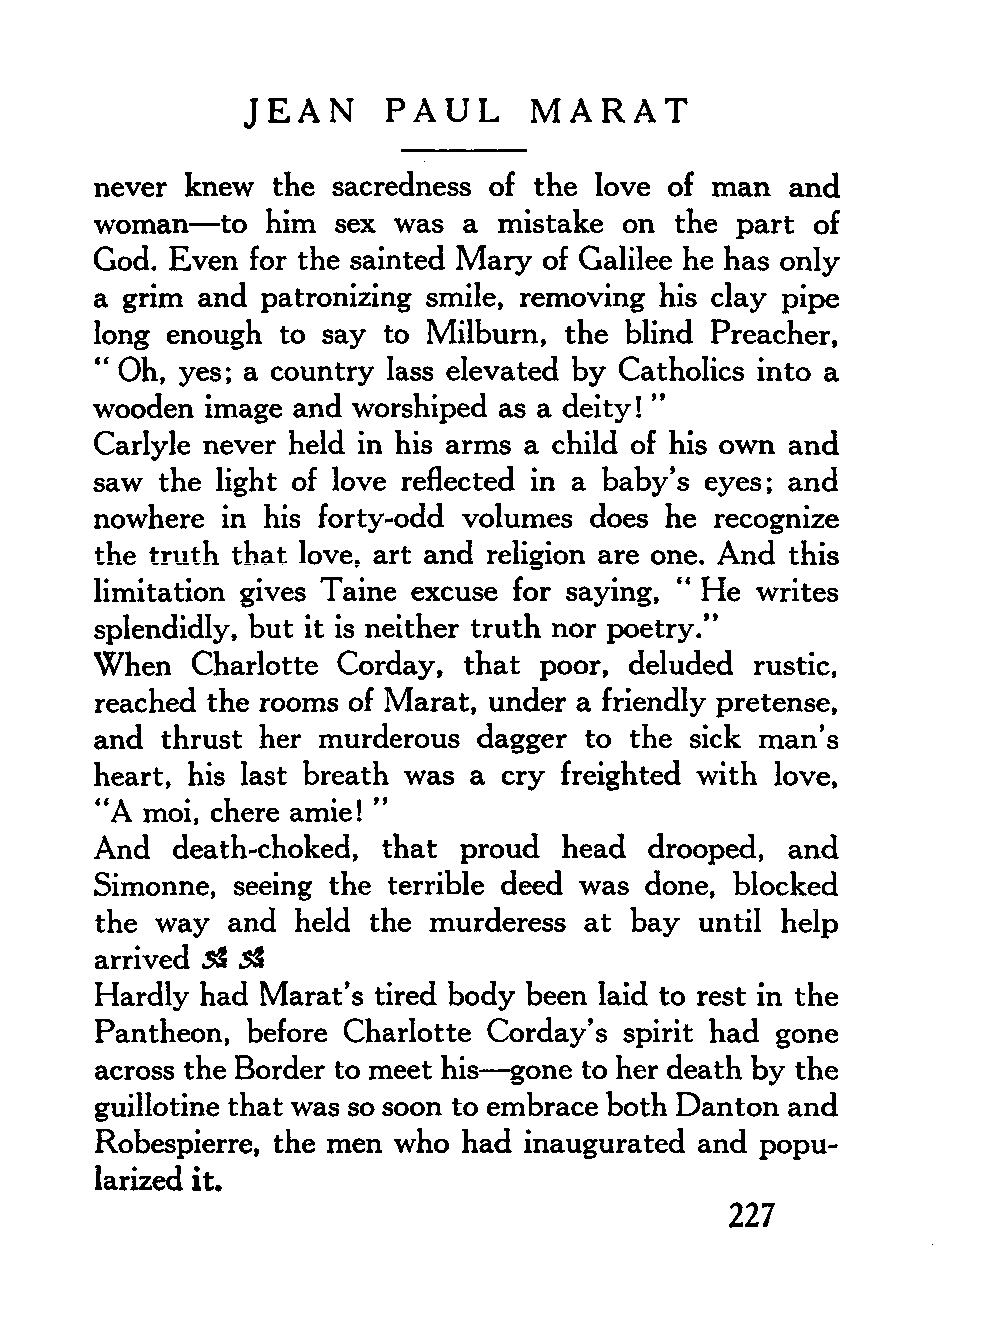 JEAN PAUL MARAT
never knew the sacredness of the love of man and
woman—to him sex was a mistake on the part of
God. Even for the sainted Mary of Galilee he has only
a grim and patronizing smile, removing his clay pipe
long enough to say to Milburn, the blind Preacher,
“ Oh, yes; a country lass elevated by Catholics into a
wooden image and worshiped as a deity! ”
Carlyle never held in his arms a child of his own and
saw the light of love reflected in a baby’s eyes; and
nowhere in his forty-odd volumes does he recognize
the truth that love, art and religion are one. And this
limitation gives Taine excuse for saying, “ He writes
splendidly, but it is neither truth nor poetry.”
When Charlotte Corday, that poor, deluded rustic,
reached the rooms of Marat, under a friendly pretense,
and thrust her murderous dagger to the sick man’s
heart, his last breath was a cry freighted with love,
“A moi, chere amie! ”
And death-choked, that proud head drooped, and
Simonne, seeing the terrible deed was done, blocked
the way and held the murderess at bay until help
arrived
Hardly had Marat’s tired body been laid to rest in the
Pantheon, before Charlotte Corday’s spirit had gone
across the Border to meet his—gone to her death by the
guillotine that was so soon to embrace both Danton and
Robespierre, the men who had inaugurated and popu-
larized it.
227